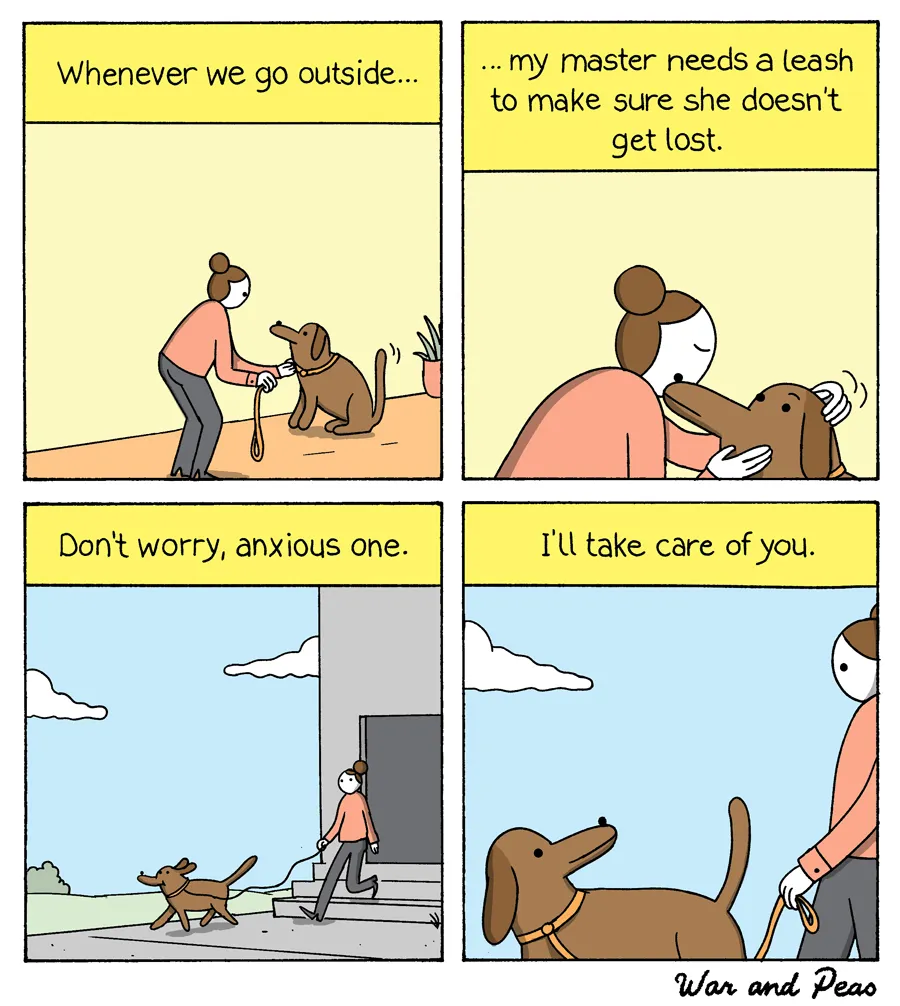 Whenever we go outside...
... my master needs a leash
to make sure she doesn't
get lost.
Don't worry, anxious one.
I'll take care of you.
War and Peas